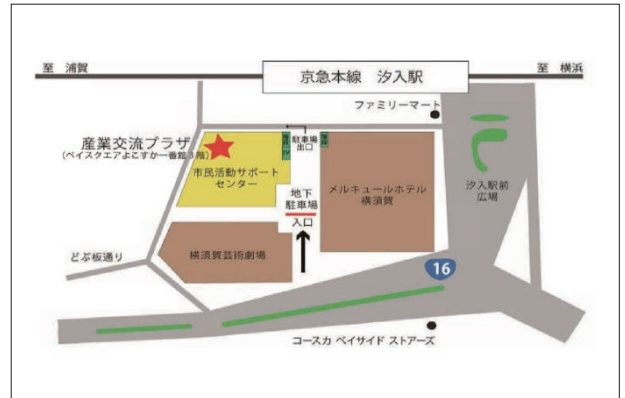 至 浦賀
京急本線 汐入駅
至 横浜
ファミリーマート
産業交流プラザ
(ベイスクエアよこすか一番館3階)
駐車場
出口
市民活動サポート
センター
地下
駐車場
入口
メルキュールホテル
横須賀
汐入駅前
広場
横須賀芸術劇場
どぶ板通り
16
コースカ ベイサイド ストアーズ